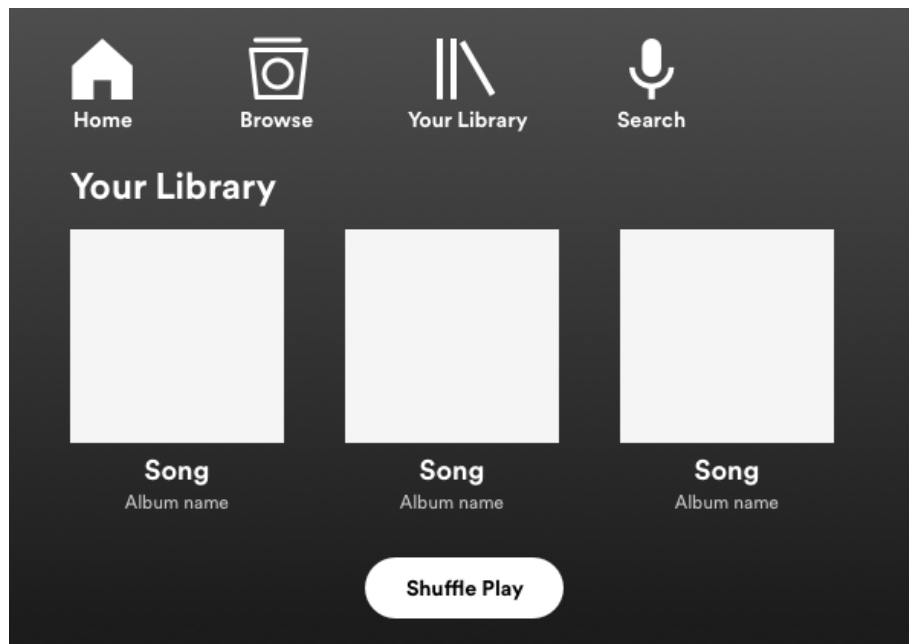 Home Browse Your Library Search
Your Library
Song Song Song
Album name Album name Album name
Shuffle Play